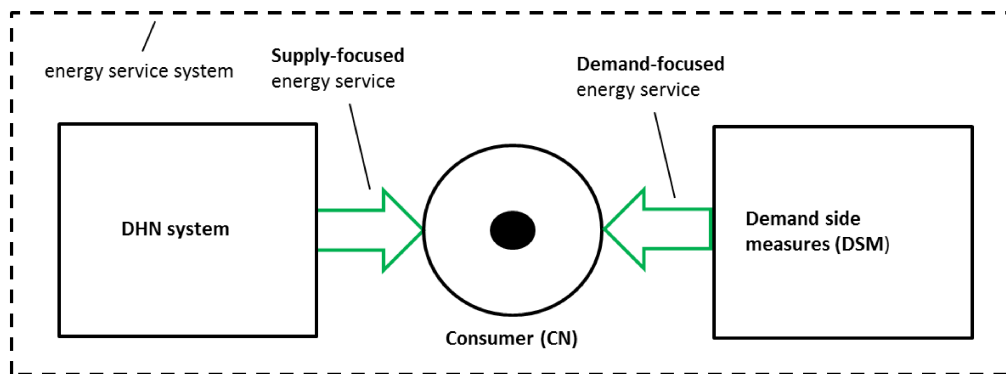 energy service system
Supply-focused
energy service
Demand-focused
energy service
DHN system
Demand side
measures (DSM)
Consumer (CN)